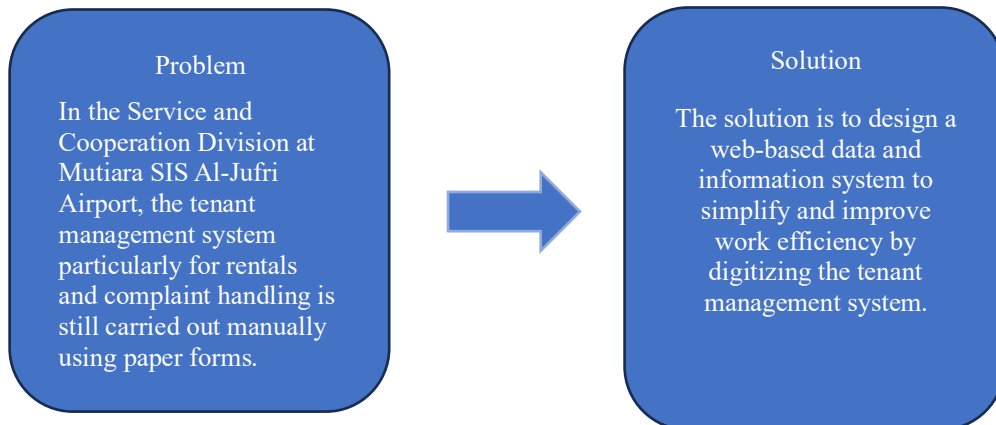 Problem
In the Service and
Cooperation Division at
Mutiara SIS Al-Jufri
Airport, the tenant
management system
particularly for rentals
and complaint handling is
still carried out manually
using paper forms.
Solution
The solution is to design a
web-based data and
information system to
simplify and improve
work efficiency by
digitizing the tenant
management system.